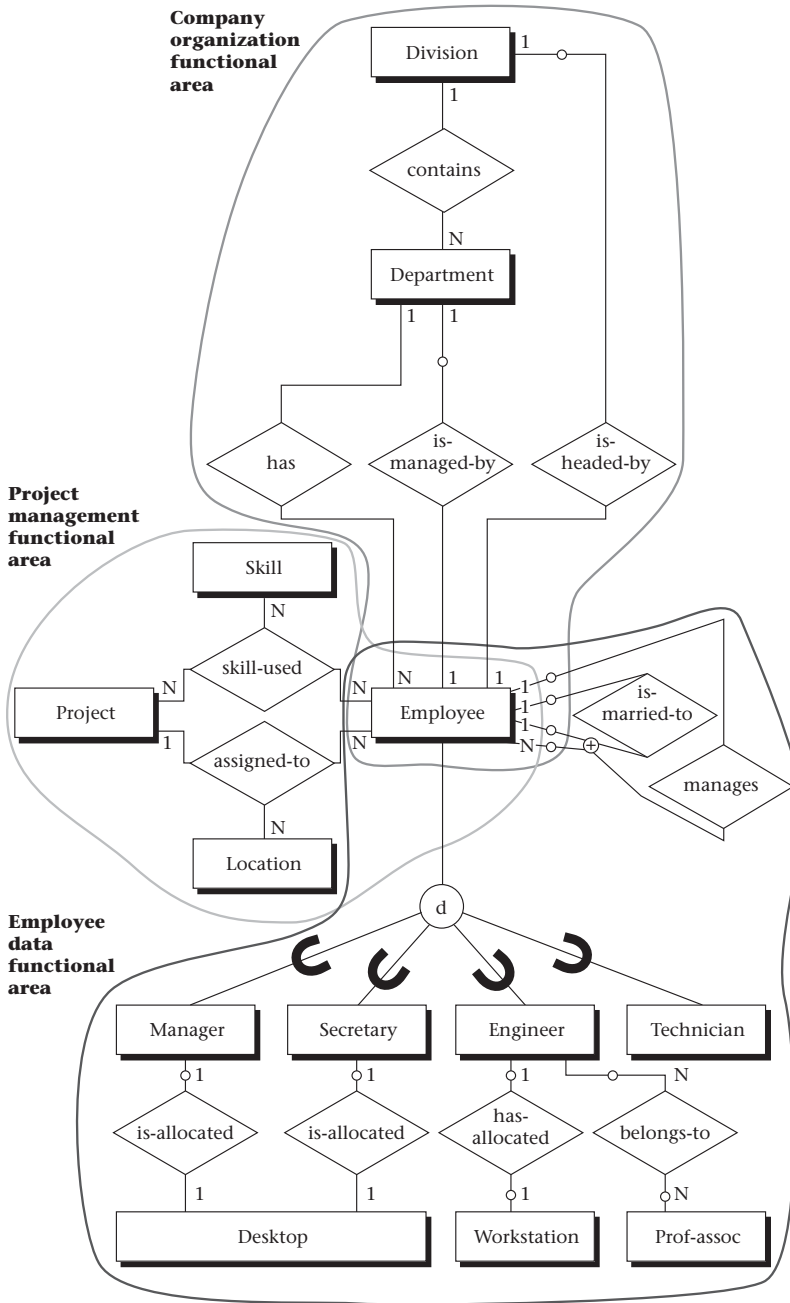 Company
organization
functional
area
Division
1
1
contains
N
Department
1
1
has
is-
managed-by
is-
headed-by
Project
management
functional
area
Skill
N
skill-used
N
N
N
1
1
1
1
1
N
Project
Employee
is-
married-to
+
1
N
assigned-to
manages
N
Location
d
Employee
data
functional
area
Manager
Secretary
Engineer
Technician
1
1
1
N
is-allocated
is-allocated
has-
allocated
belongs-to
1
1
1
N
Desktop
Workstation
Prof-assoc